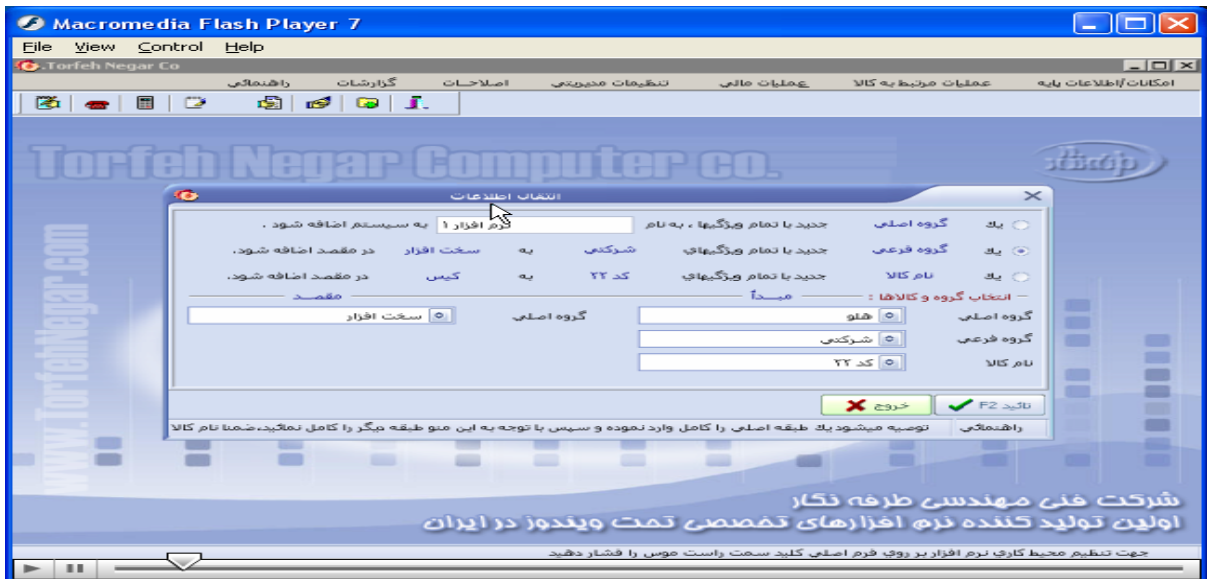 Macromedia Flash Player 7
File View Control Help
.Torfeh Negar Co
امکانات/اطلاعات پایه عملیات مرتبط به کالا عملیات مالی تنظیمات مدیریتی اصلاحات گزارشات راهنمائی
Torfeh Negar Computer co.
www.TorfehNegar.com
انتقاب اطلاعات
یك گروه اصلی جدید با تمام ویژگیها ، به نام نرم افزار ۱ به سیستم اضافه شود .
یك گروه فرعی جدید با تمام ویژگیهای شرکتی به سخت افزار در مقصد اضافه شود.
یك نام کالا جدید با تمام ویژگیهای کد ۲۲ به کیس در مقصد اضافه شود.
انتخاب گروه و کالاها : مبدأ مقصد
گروه اصلی هلو گروه اصلی سخت افزار
گروه فرعی شرکتی
نام کالا کد ۲۲
تائید F2 خروج
راهنمائی توصیه میشود یك طبقه اصلی را کامل وارد نموده و سپس با توجه به این منو طبقه دیگر را کامل نمائید،ضمنا نام کالا
شرکت فنی مهندسی طرفه نگار
اولین تولید کننده نرم افزارهای تخصصی تحت ویندوز در ایران
جهت تنظیم محیط کاری نرم افزار بر روی فرم اصلی کلید سمت راست موس را فشار دهید